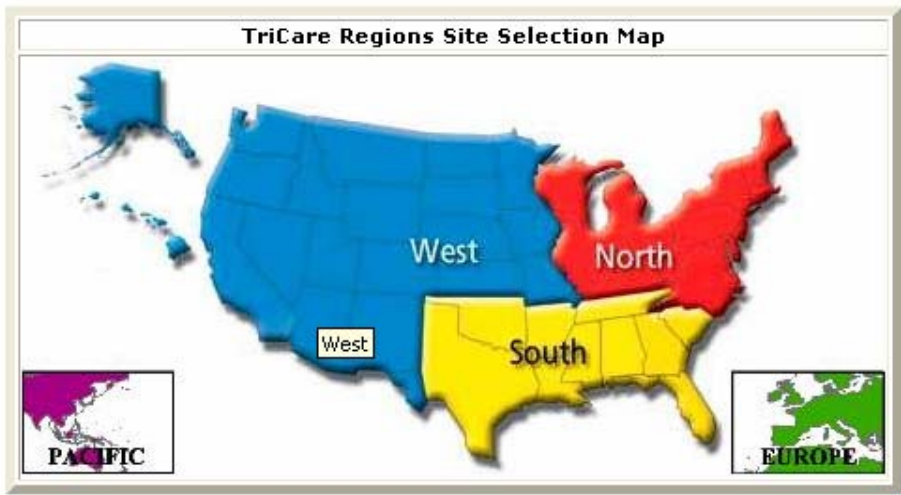 TriCare Regions Site Selection Map
West
North
West
South
PACIFIC
EUROPE